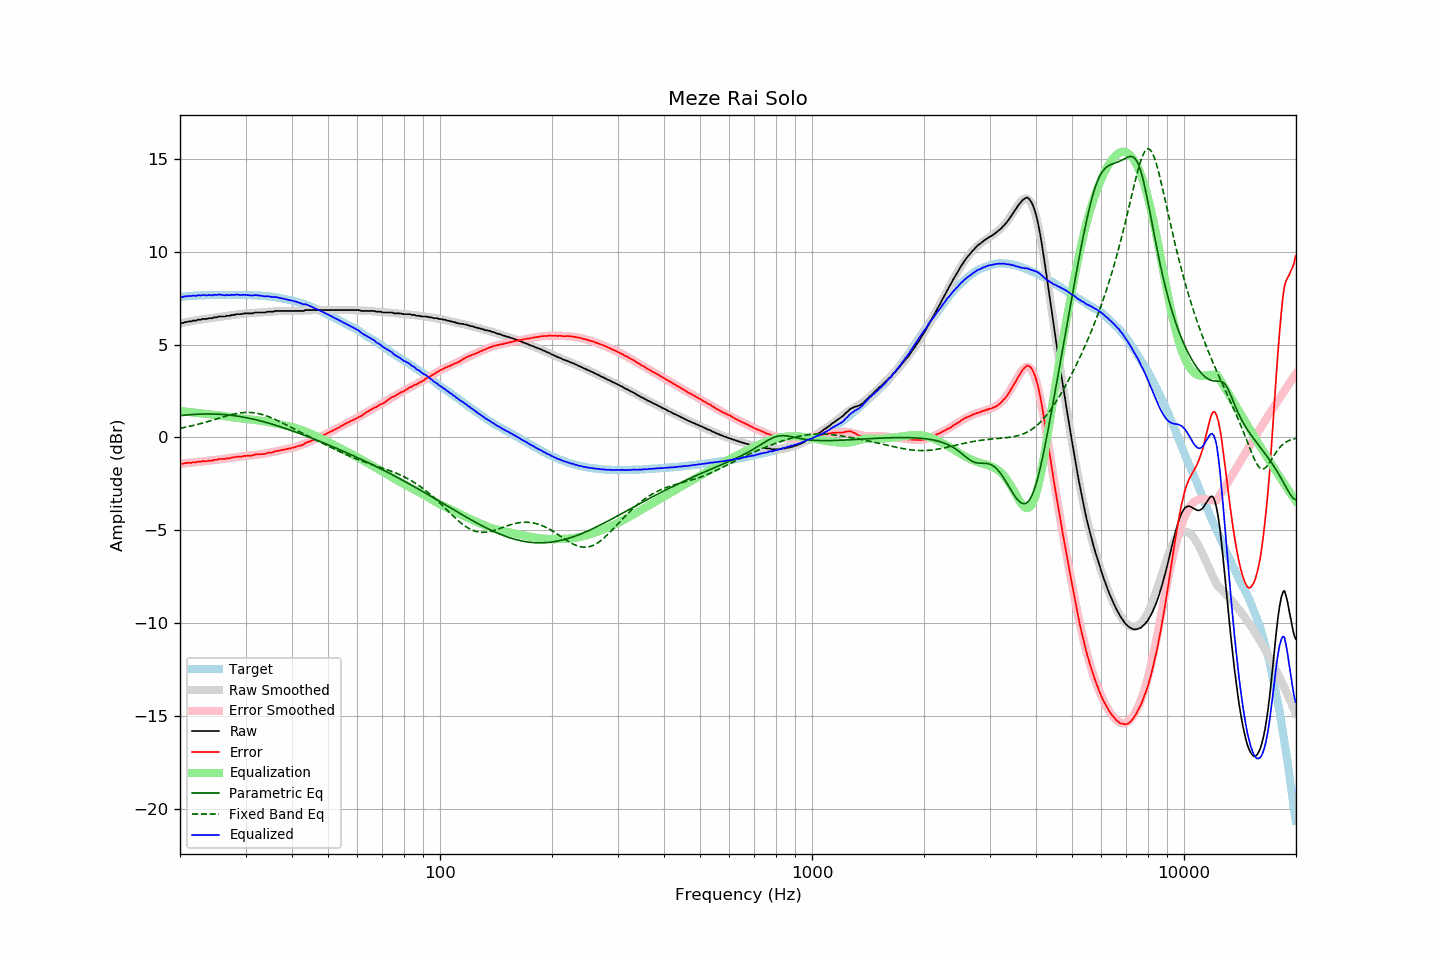 Meze Rai Solo
15
10
5
0
−5
−10
−15
−20
Amplitude (dBr)
Target
Raw Smoothed
Error Smoothed
Raw
Error
Equalization
Parametric Eq
Fixed Band Eq
Equalized
100
1000
10000
Frequency (Hz)